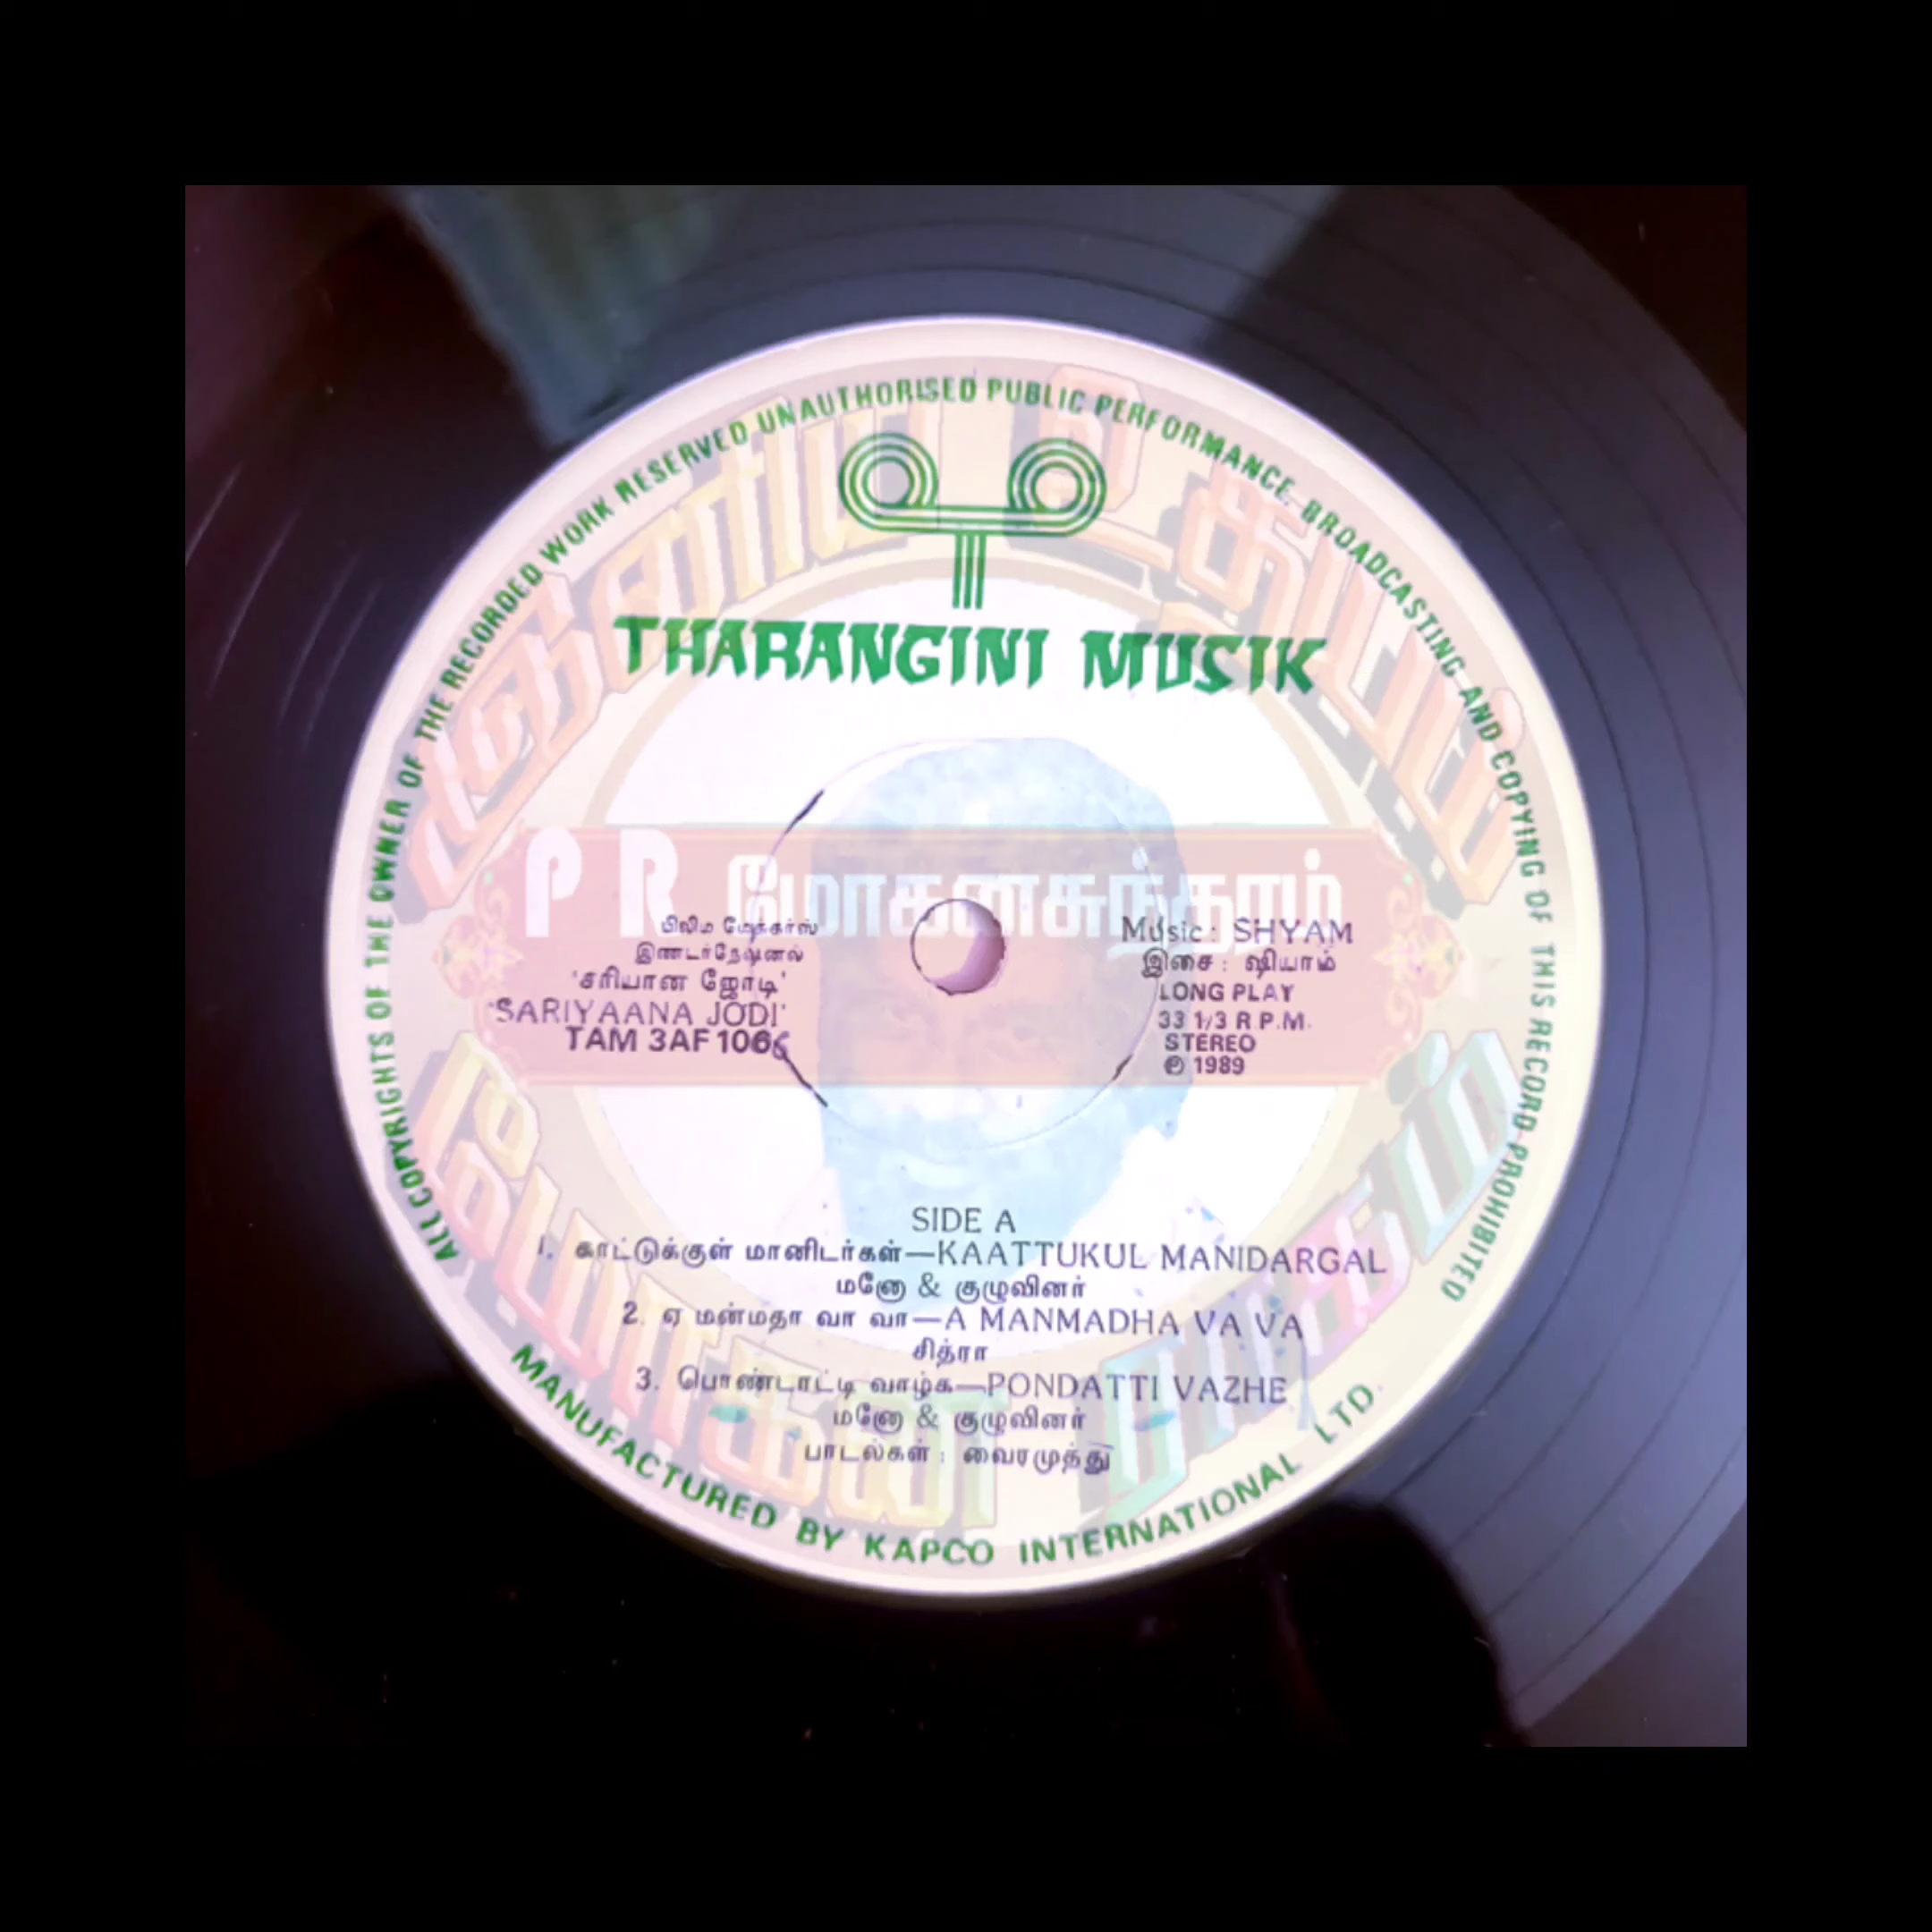 ALL COPYRIGHTS OF THE OWNER OF THE RECORDED WORK RESERVED UNAUTHORISED PUBLIC PERFORMANCE, BROADCASTING AND COPYING OF THIS RECORD PROHIBITED
THARANGINI MUSIK
P R மோகனசுந்தரம்
பிலிம மேக்கர்ஸ்
இண்டர்நேஷனல்
'சரியான ஜோடி'
"SARIYAANA JODI"
TAM 3AF 1066
Music : SHYAM
இசை : ஷியாம்
LONG PLAY
33 1/3 R.P.M.
STEREO
℗ 1989
SIDE A
1. காட்டுக்குள் மானிடர்கள்—KAATTUKUL MANIDARGAL
மனோ & குழுவினர்
2. ஏ மன்மதா வா வா—A MANMADHA VA VA
சித்ரா
3. பொண்டாட்டி வாழ்க—PONDATTI VAZHE
மனோ & குழுவினர்
பாடல்கள் : வைரமுத்து
மோகன ராகம்
MANUFACTURED BY KAPCO INTERNATIONAL LTD.